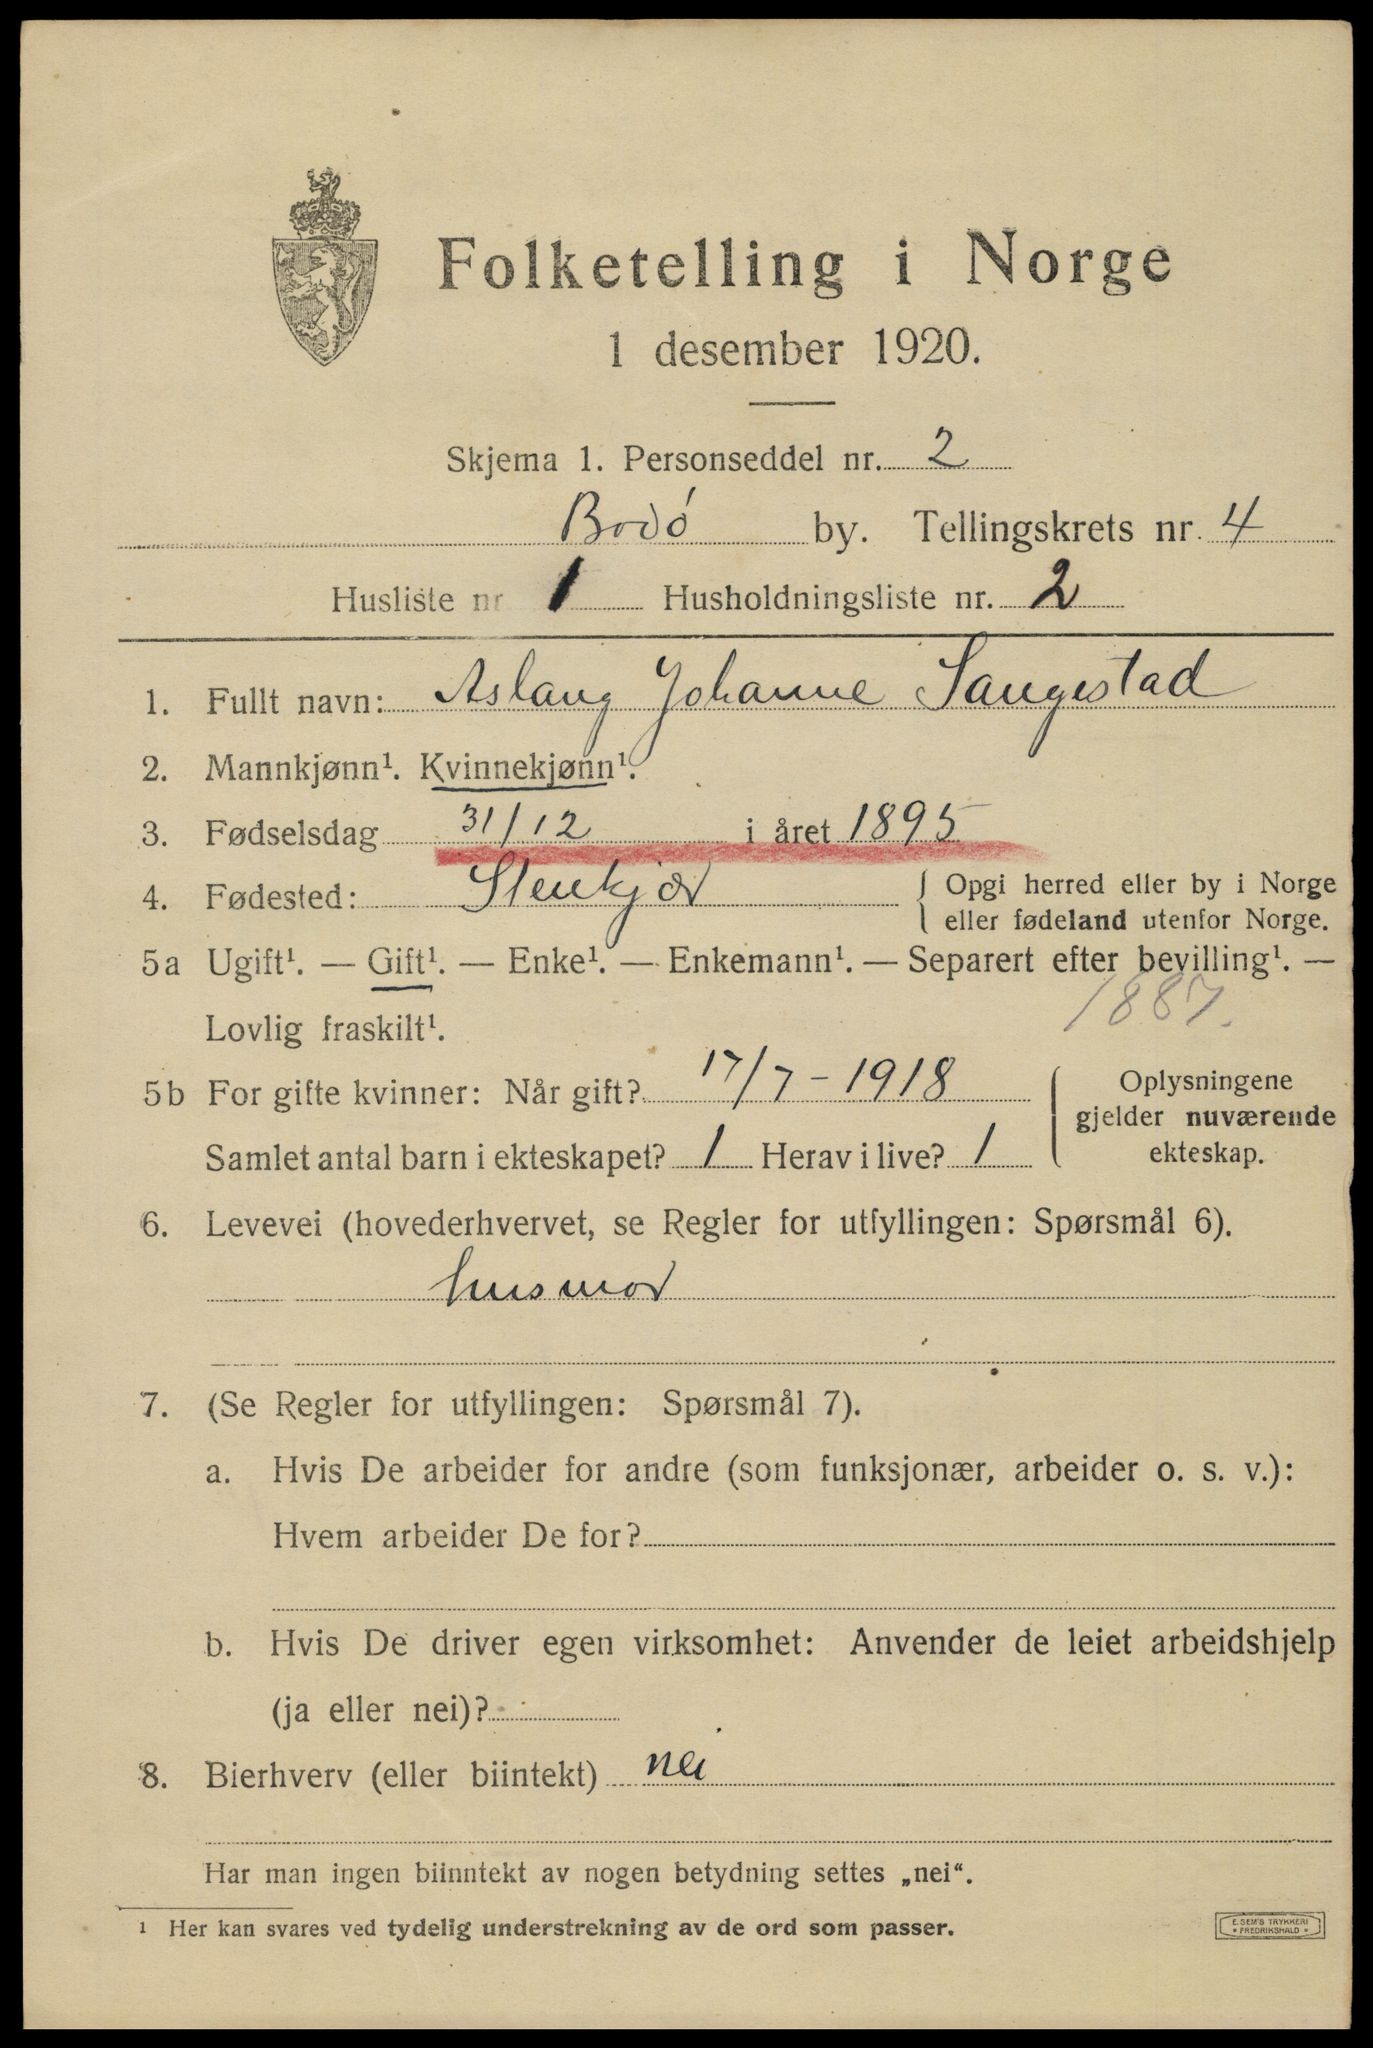 Folketelling i Norge
1 desember 1920.
Skjema 1. Personseddel nr. 2
Bodó by. Tellingskrets nr. 4
Husliste nr 1 Husholdningsliste nr. 2
1. Fullt navn: Aslaug Johanne Saugestad
2. Mannkjønn¹. Kvinnekjønn¹.
3. Fødselsdag 31/12 i året 1895
4. Fødested: Stenkjær { Opgi herred eller by i Norge
eller fødeland utenfor Norge.
5a Ugift¹. — Gift¹. — Enke¹. — Enkemann¹. — Separert efter bevilling¹. —
Lovlig fraskilt¹. 1887.
5b For gifte kvinner: Når gift? 17/7 - 1918 { Oplysningene
gjelder nuværende
Samlet antal barn i ekteskapet? 1 Herav i live? 1 ekteskap.
6. Levevei (hovederhvervet, se Regler for utfyllingen: Spørsmål 6).
husmor
7. (Se Regler for utfyllingen: Spørsmål 7).
a. Hvis De arbeider for andre (som funksjonær, arbeider o. s. v.):
Hvem arbeider De for?
b. Hvis De driver egen virksomhet: Anvender de leiet arbeidshjelp
(ja eller nei)?
8. Bierhverv (eller biintekt) nei
Har man ingen biinntekt av nogen betydning settes „nei“.
¹ Her kan svares ved tydelig understrekning av de ord som passer.
E. SEM'S TRYKKERI
* FREDRIKSHALD *